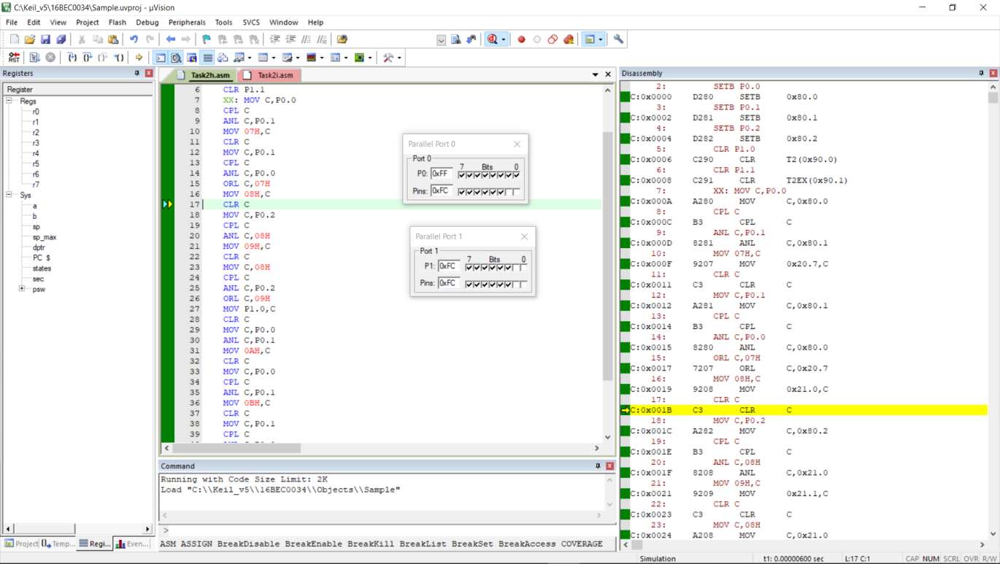 C:\Keil_v5\16BEC0034\Sample.uvproj - µVision
File Edit View Project Flash Debug Peripherals Tools SVCS Window Help
RST
Registers
Register
Regs
r0
r1
r2
r3
r4
r5
r6
r7
Sys
a
b
sp
sp_max
dptr
PC $
states
sec
psw
Project Temp... Regi... Even...
Task2h.asm Task2i.asm
6 CLR P1.1
7 XX: MOV C,P0.0
8 CPL C
9 ANL C,P0.1
10 MOV 07H,C
11 CLR C
12 MOV C,P0.1
13 CPL C
14 ANL C,P0.0
15 ORL C,07H
16 MOV 08H,C
17 CLR C
18 MOV C,P0.2
19 CPL C
20 ANL C,08H
21 MOV 09H,C
22 CLR C
23 MOV C,08H
24 CPL C
25 ANL C,P0.2
26 ORL C,09H
27 MOV P1.0,C
28 CLR C
29 MOV C,P0.0
30 ANL C,P0.1
31 MOV 0AH,C
32 CLR C
33 MOV C,P0.0
34 CPL C
35 ANL C,P0.1
36 MOV 0BH,C
37 CLR C
38 MOV C,P0.1
39 CPL C
Parallel Port 0
Port 0
7 Bits 0
P0: 0xFF
Pins: 0xFC
Parallel Port 1
Port 1
7 Bits 0
P1: 0xFC
Pins: 0xFC
Command
Running with Code Size Limit: 2K
Load "C:\\Keil_v5\\16BEC0034\\Objects\\Sample"
>
ASM ASSIGN BreakDisable BreakEnable BreakKill BreakList BreakSet BreakAccess COVERAGE
Disassembly
2: SETB P0.0
C:0x0000 D280 SETB 0x80.0
3: SETB P0.1
C:0x0002 D281 SETB 0x80.1
4: SETB P0.2
C:0x0004 D282 SETB 0x80.2
5: CLR P1.0
C:0x0006 C290 CLR T2(0x90.0)
6: CLR P1.1
C:0x0008 C291 CLR T2EX(0x90.1)
7: XX: MOV C,P0.0
C:0x000A A280 MOV C,0x80.0
8: CPL C
C:0x000C B3 CPL C
9: ANL C,P0.1
C:0x000D 8281 ANL C,0x80.1
10: MOV 07H,C
C:0x000F 9207 MOV 0x20.7,C
11: CLR C
C:0x0011 C3 CLR C
12: MOV C,P0.1
C:0x0012 A281 MOV C,0x80.1
13: CPL C
C:0x0014 B3 CPL C
14: ANL C,P0.0
C:0x0015 8280 ANL C,0x80.0
15: ORL C,07H
C:0x0017 7207 ORL C,0x20.7
16: MOV 08H,C
C:0x0019 9208 MOV 0x21.0,C
17: CLR C
C:0x001B C3 CLR C
18: MOV C,P0.2
C:0x001C A282 MOV C,0x80.2
19: CPL C
C:0x001E B3 CPL C
20: ANL C,08H
C:0x001F 8208 ANL C,0x21.0
21: MOV 09H,C
C:0x0021 9209 MOV 0x21.1,C
22: CLR C
C:0x0023 C3 CLR C
23: MOV C,08H
C:0x0024 A208 MOV C,0x21.0
Simulation t1: 0.00000600 sec L:17 C:1 CAP NUM SCRL OVR R/W